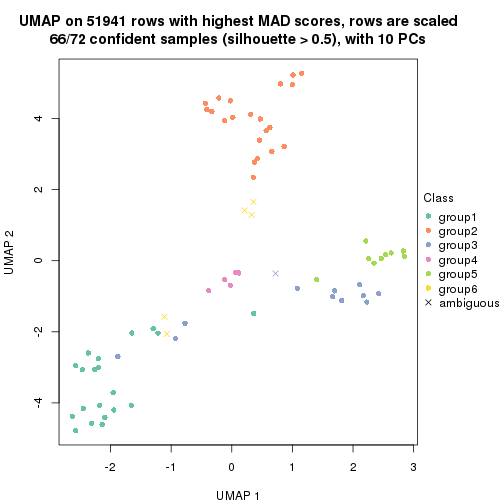 UMAP on 51941 rows with highest MAD scores, rows are scaled
66/72 confident samples (silhouette > 0.5), with 10 PCs
4
2
0
-2
-4
UMAP 2
-2
-1
0
1
2
3
UMAP 1
Class
group1
group2
group3
group4
group5
group6
ambiguous